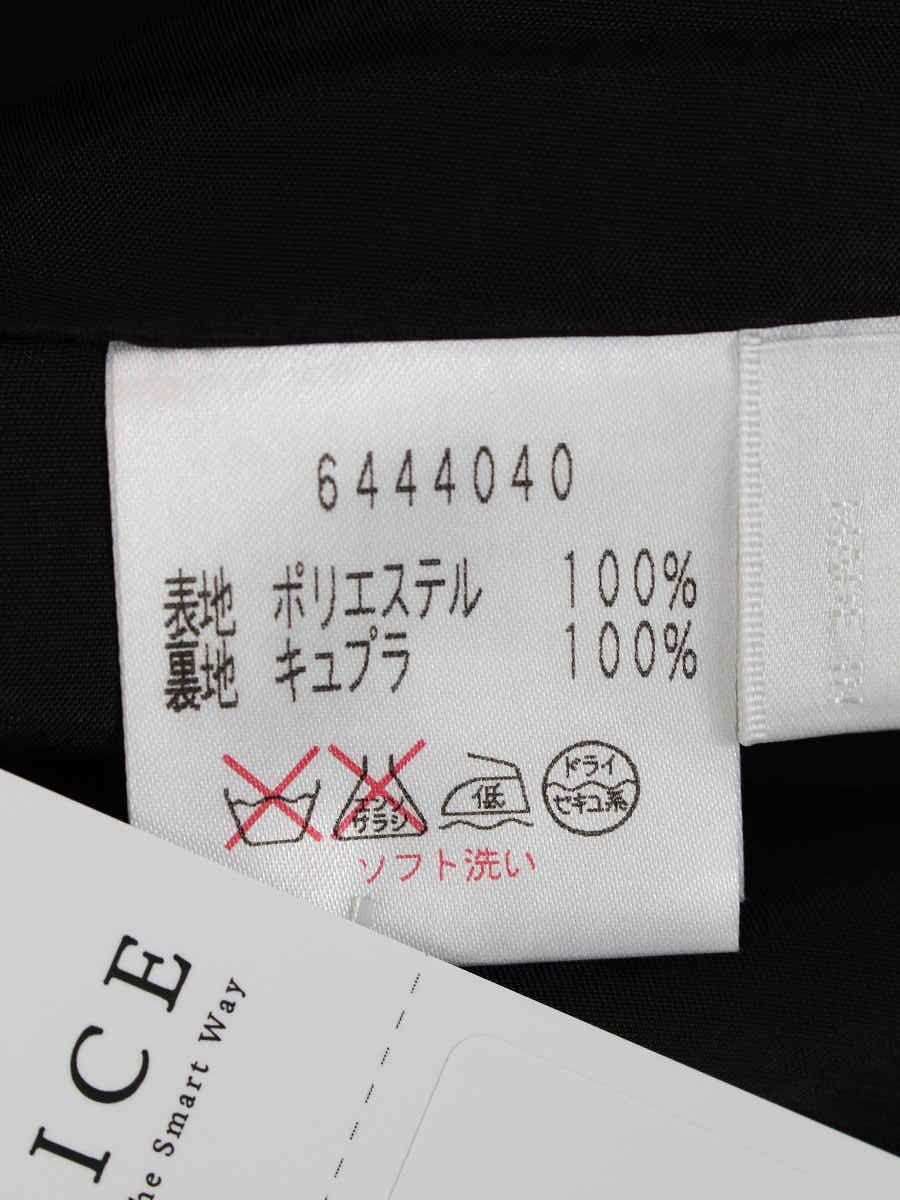 6444040
表地 ポリエステル 100%
裏地 キュプラ 100%
エンソ
サラシ
低
ドライ
セキユ系
ソフト洗い
ICE
he Smart Way